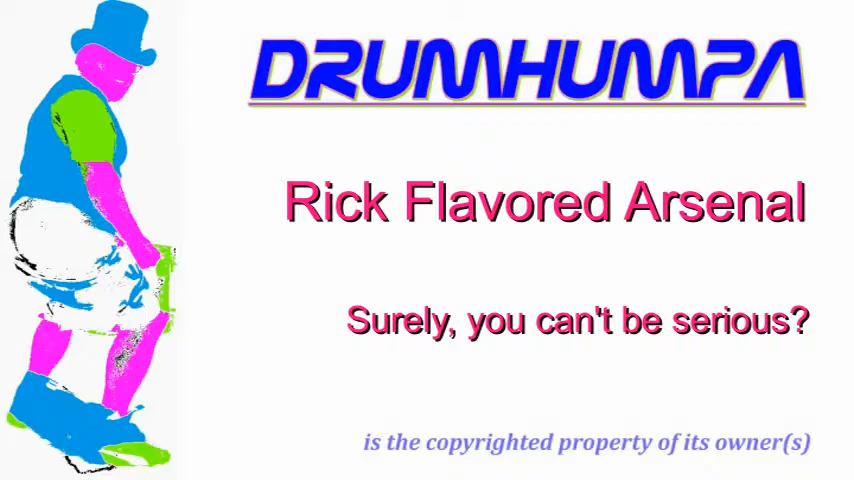 DRUMHUMPA
Rick Flavored Arsenal
Surely, you can't be serious?
is the copyrighted property of its owner(s)